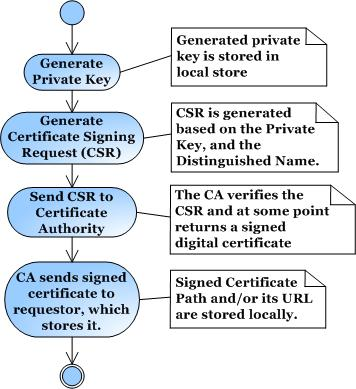 Generate
Private Key
Generated private
key is stored in
local store
Generate
Certificate Signing
Request (CSR)
CSR is generated
based on the Private
Key, and the
Distinguished Name.
Send CSR to
Certificate
Authority
The CA verifies the
CSR and at some point
returns a signed
digital certificate
CA sends signed
certificate to
requestor, which
stores it.
Signed Certificate
Path and/or its URL
are stored locally.